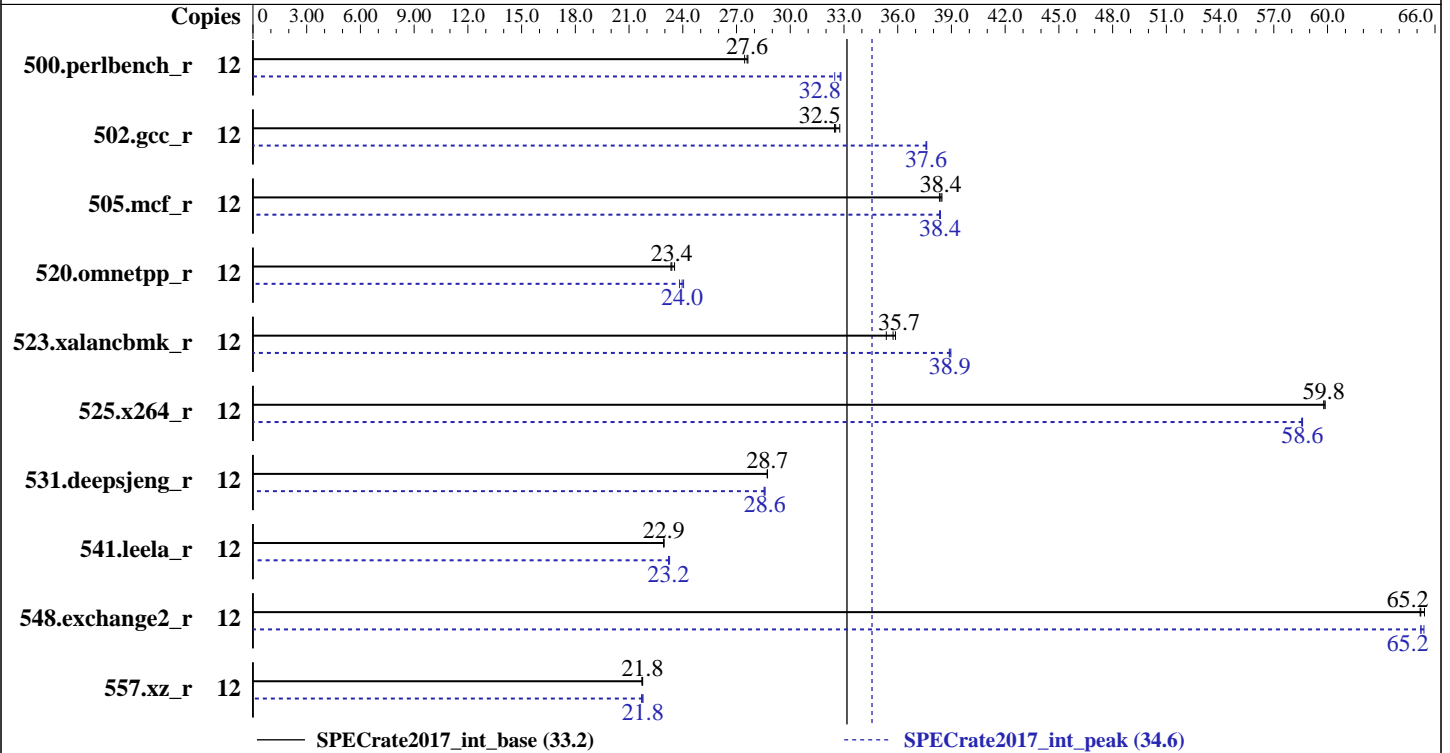 Copies 0 3.00 6.00 9.00 12.0 15.0 18.0 21.0 24.0 27.0 30.0 33.0 36.0 39.0 42.0 45.0 48.0 51.0 54.0 57.0 60.0 66.0
27.6
500.perlbench_r 12
32.8
32.5
502.gcc_r 12
37.6
38.4
505.mcf_r 12
38.4
23.4
520.omnetpp_r 12
24.0
35.7
523.xalancbmk_r 12
38.9
59.8
525.x264_r 12
58.6
28.7
531.deepsjeng_r 12
28.6
22.9
541.leela_r 12
23.2
65.2
548.exchange2_r 12
65.2
21.8
557.xz_r 12
21.8
SPECrate2017_int_base (33.2) SPECrate2017_int_peak (34.6)